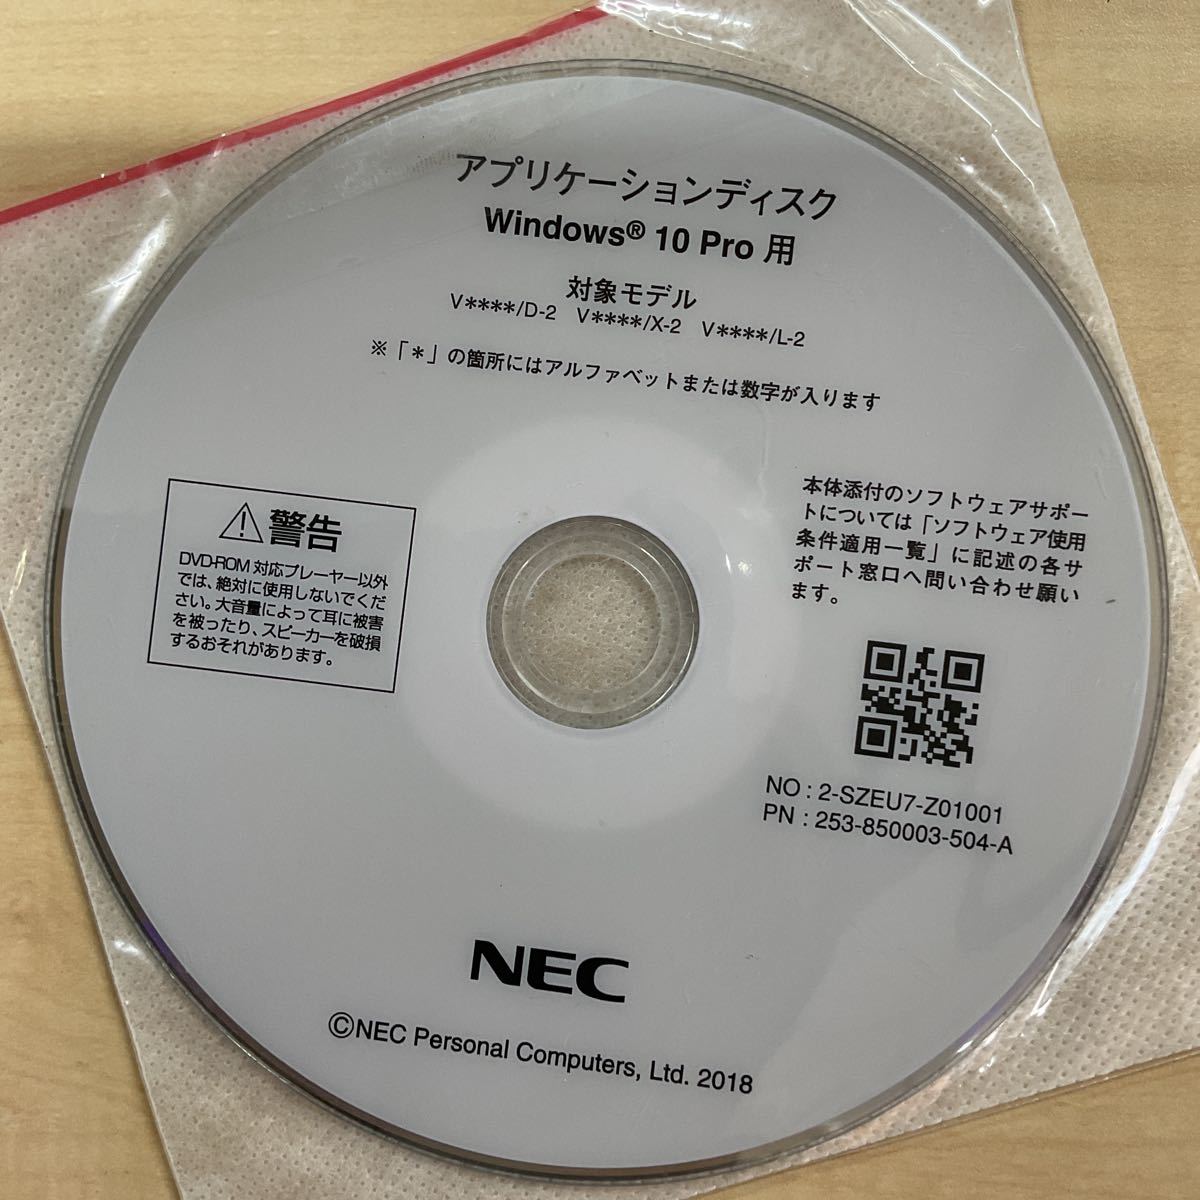 アプリケーションディスク
Windows® 10 Pro 用
対象モデル
V∗∗∗∗/D-2　V∗∗∗∗/X-2　V∗∗∗∗/L-2
※「∗」の箇所にはアルファベットまたは数字が入ります
⚠警告
DVD-ROM 対応プレーヤー以外
では、絶対に使用しないでくだ
さい。大音量によって耳に被害
を被ったり、スピーカーを破損
するおそれがあります。
本体添付のソフトウェアサポー
トについては「ソフトウェア使用
条件適用一覧」に記述の各サ
ポート窓口へ問い合わせ願い
ます。
NO : 2-SZEU7-Z01001
PN : 253-850003-504-A
NEC
©NEC Personal Computers, Ltd. 2018